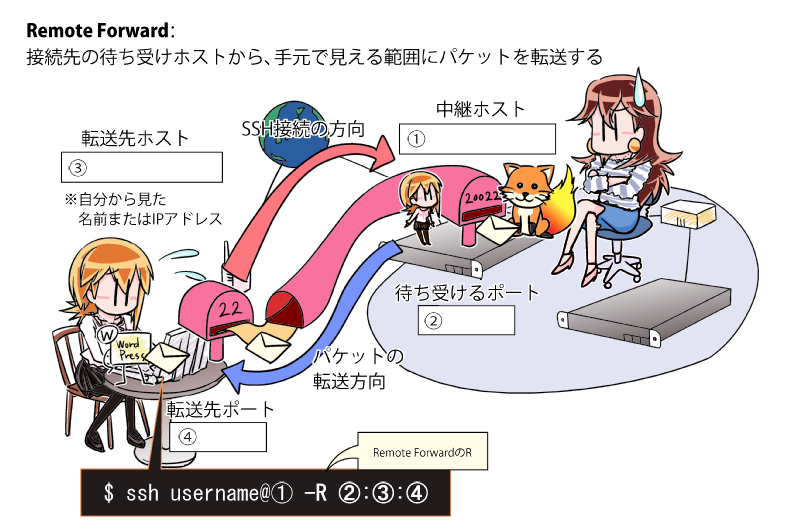 Remote Forward:
接続先の待ち受けホストから、手元で見える範囲にパケットを転送する
中継ホスト
①
SSH接続の方向
転送先ホスト
③
※自分から見た
名前またはIPアドレス
20022
22
待ち受けるポート
②
W
Word
Press
パケットの
転送方向
転送先ポート
④
Remote ForwardのR
$ ssh username@① -R ②:③:④